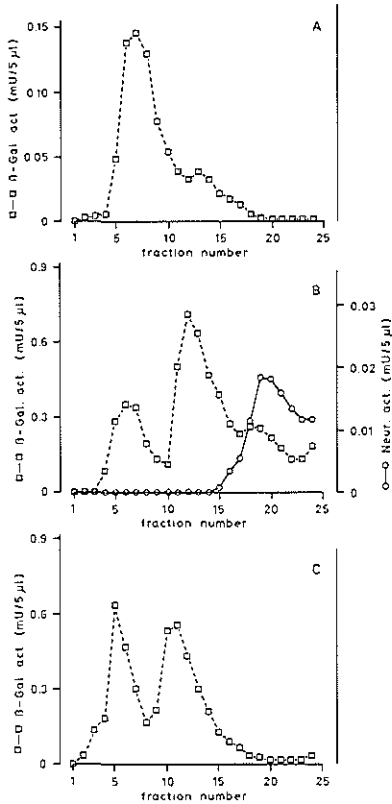 A
□--□ ß-Gal act. (mU/5 µl)
0.15
0.10
0.05
0
1 5 10 15 20 25
fraction number
B
□--□ ß-Gal. act. (mU/5 µl)
0.9
0.6
0.3
0
0.03
0.02
0.01
0
○—○ Neur. act. (mU/5 µl)
1 5 10 15 20 25
fraction number
C
□--□ ß-Gal act (mU/5 µl)
0.9
0.6
0.3
0
1 5 10 15 20 25
fraction number